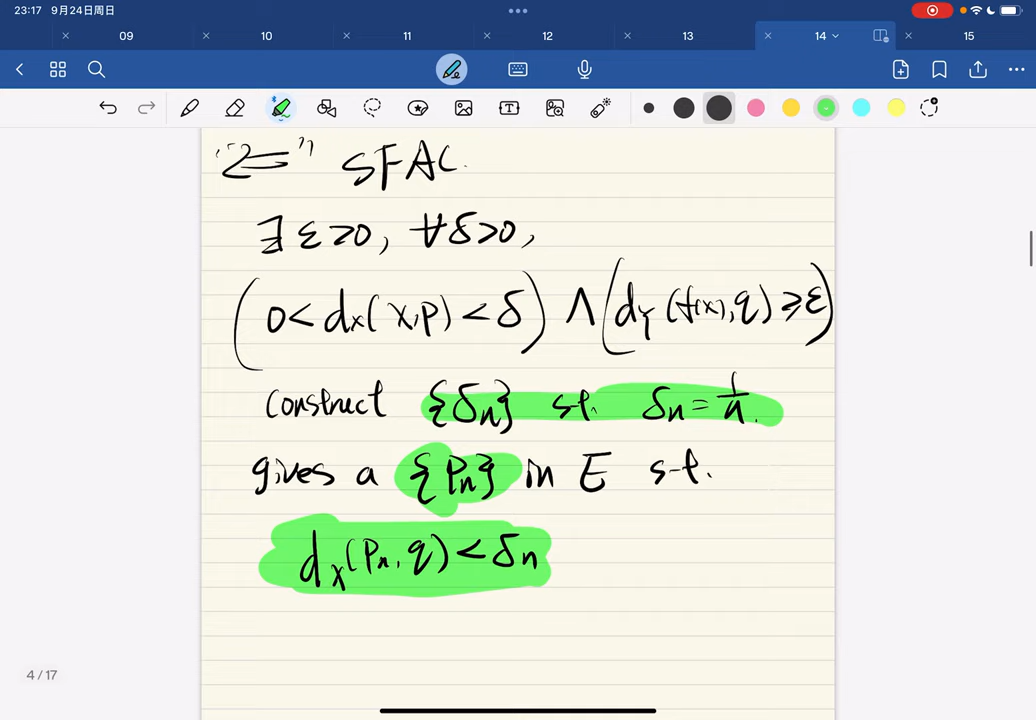 23:17 9月24日周日
09 10 11 12 13 14 15
"⇐" SFAC.
∃ ε>0, ∀δ>0,
(0<dx(x,p)<δ) ∧ (dY(f(x),q)≥ε)
construct {δn} s.t. δn = 1/n.
gives a {Pn} in E s.t.
dX(Pn,q)<δn
4 / 17